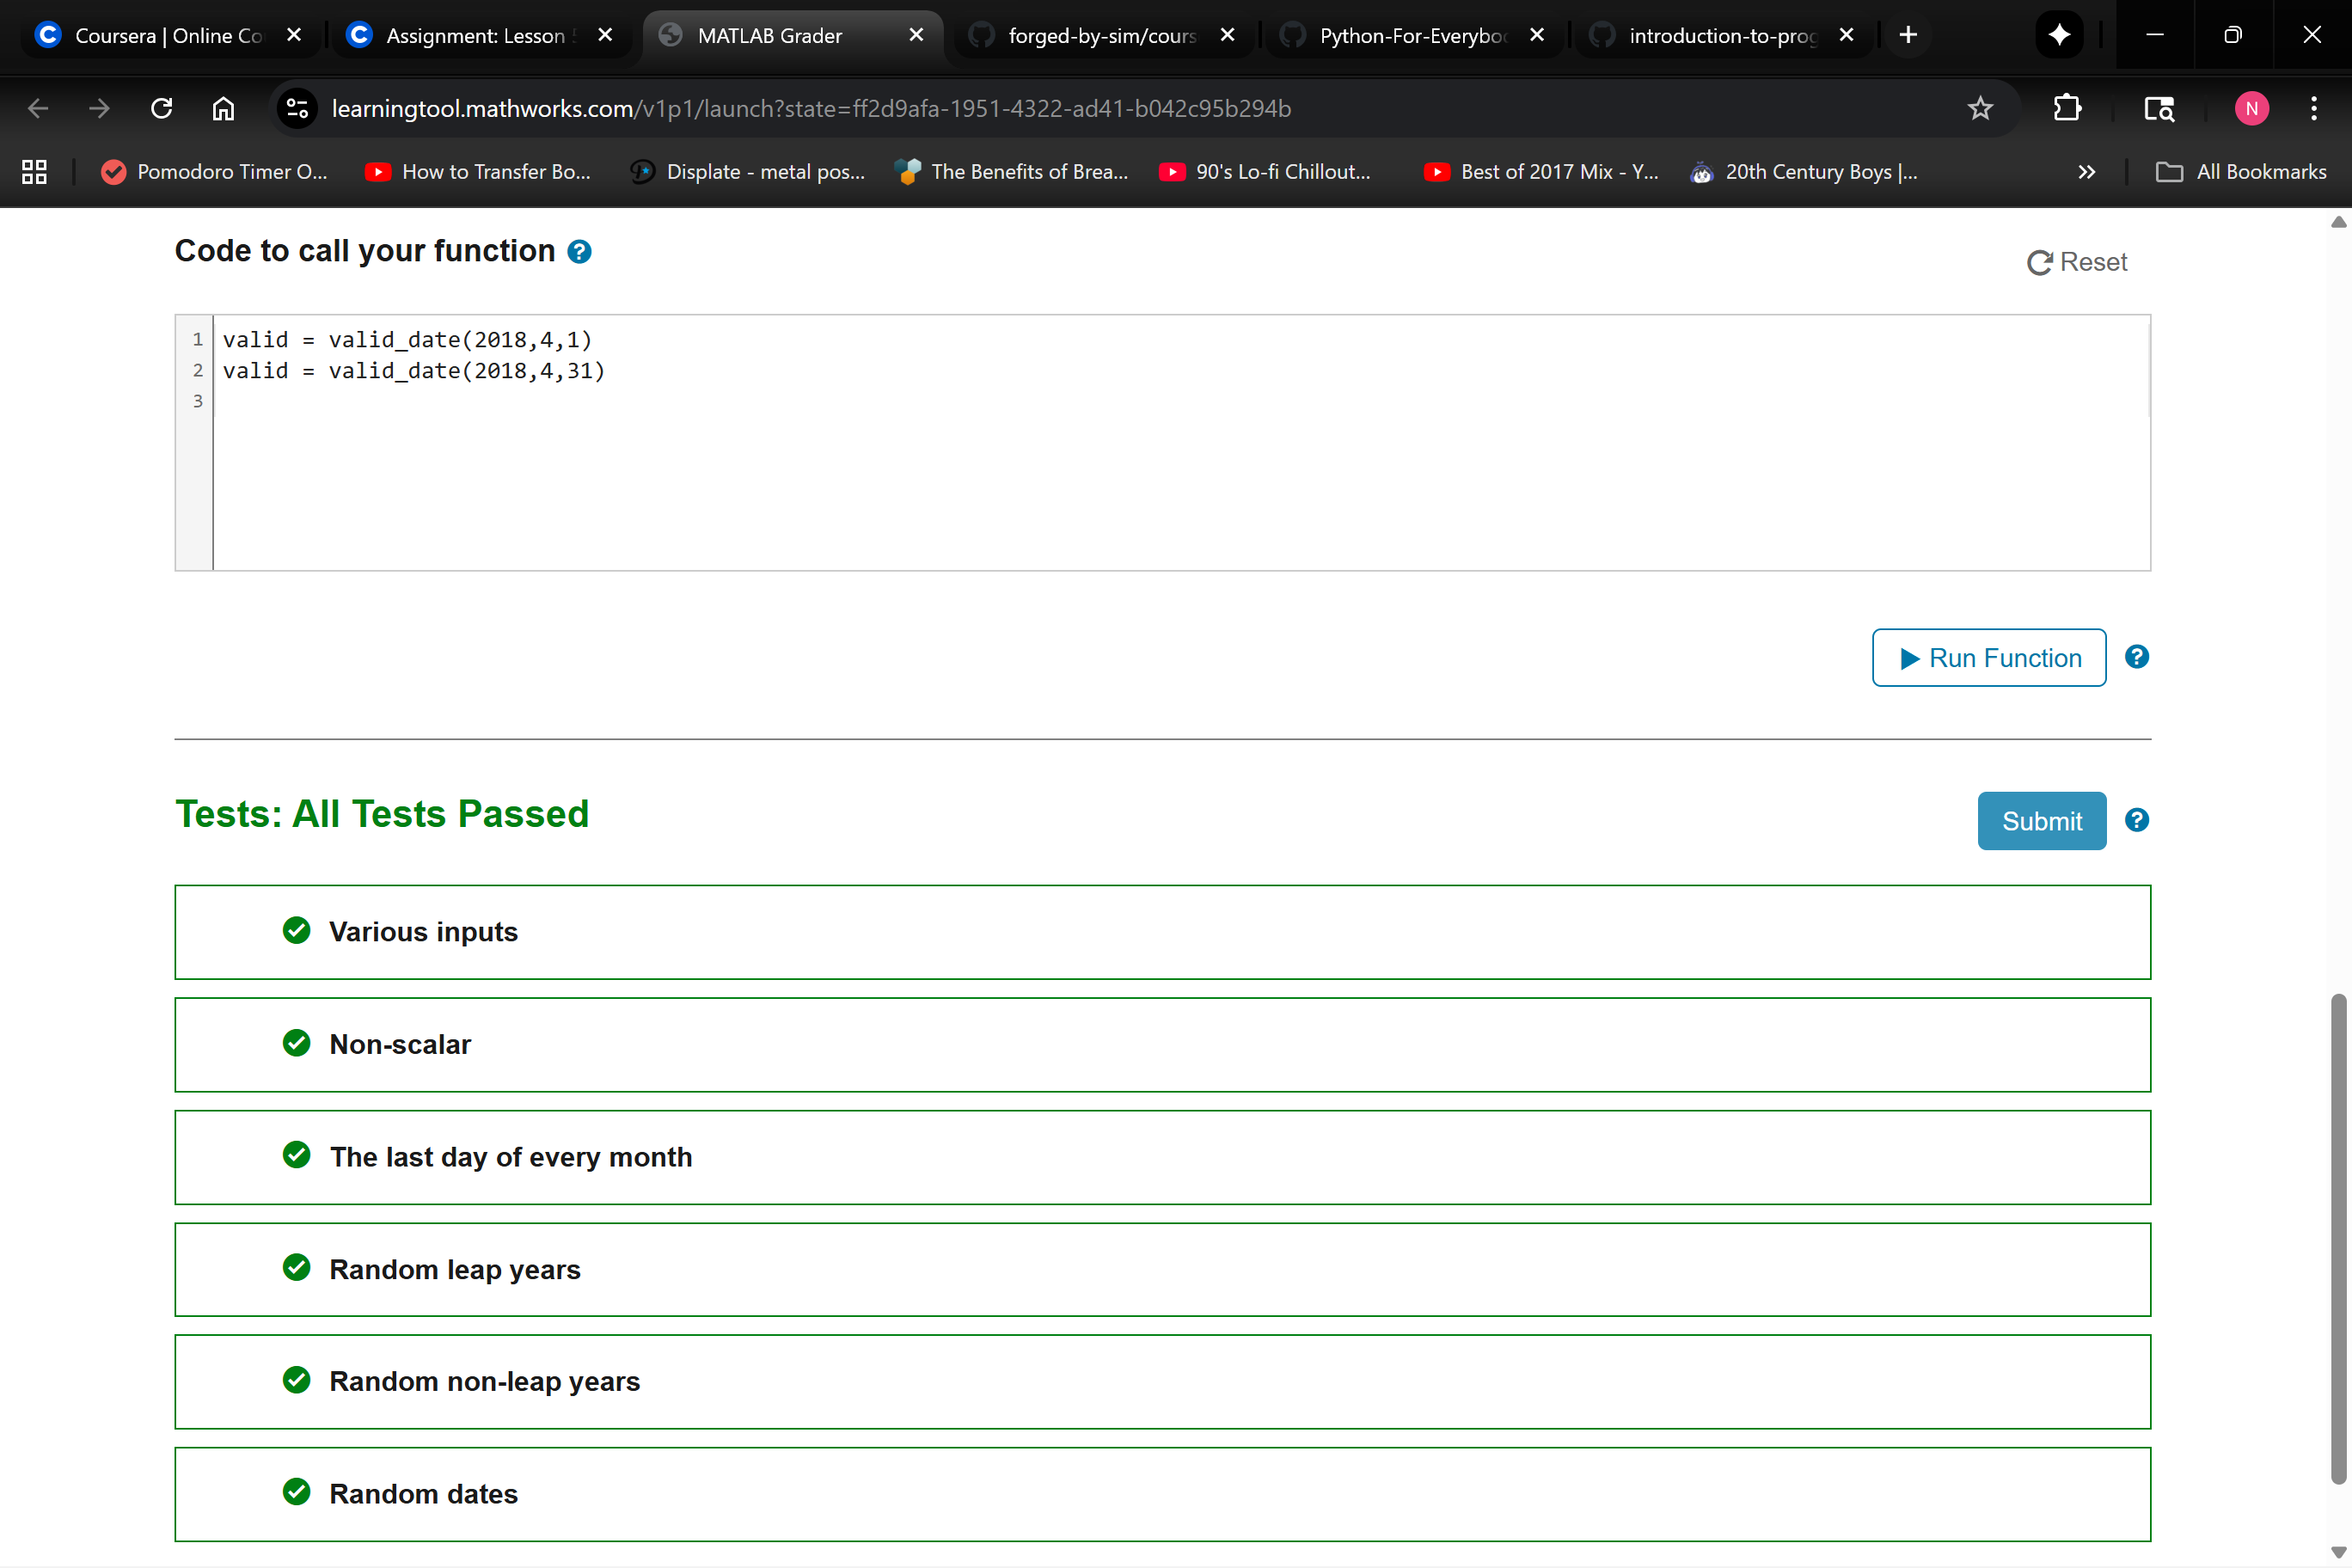 Coursera | Online Co
Assignment: Lesson
MATLAB Grader
forged-by-sim/cours
Python-For-Everyboc
introduction-to-prog
learningtool.mathworks.com/v1p1/launch?state=ff2d9afa-1951-4322-ad41-b042c95b294b
N
Pomodoro Timer O...
How to Transfer Bo...
Displate - metal pos...
The Benefits of Brea...
90's Lo-fi Chillout...
Best of 2017 Mix - Y...
20th Century Boys |...
All Bookmarks
Code to call your function
Reset
1 valid = valid_date(2018,4,1)
2 valid = valid_date(2018,4,31)
3
Run Function
Tests: All Tests Passed
Submit
Various inputs
Non-scalar
The last day of every month
Random leap years
Random non-leap years
Random dates